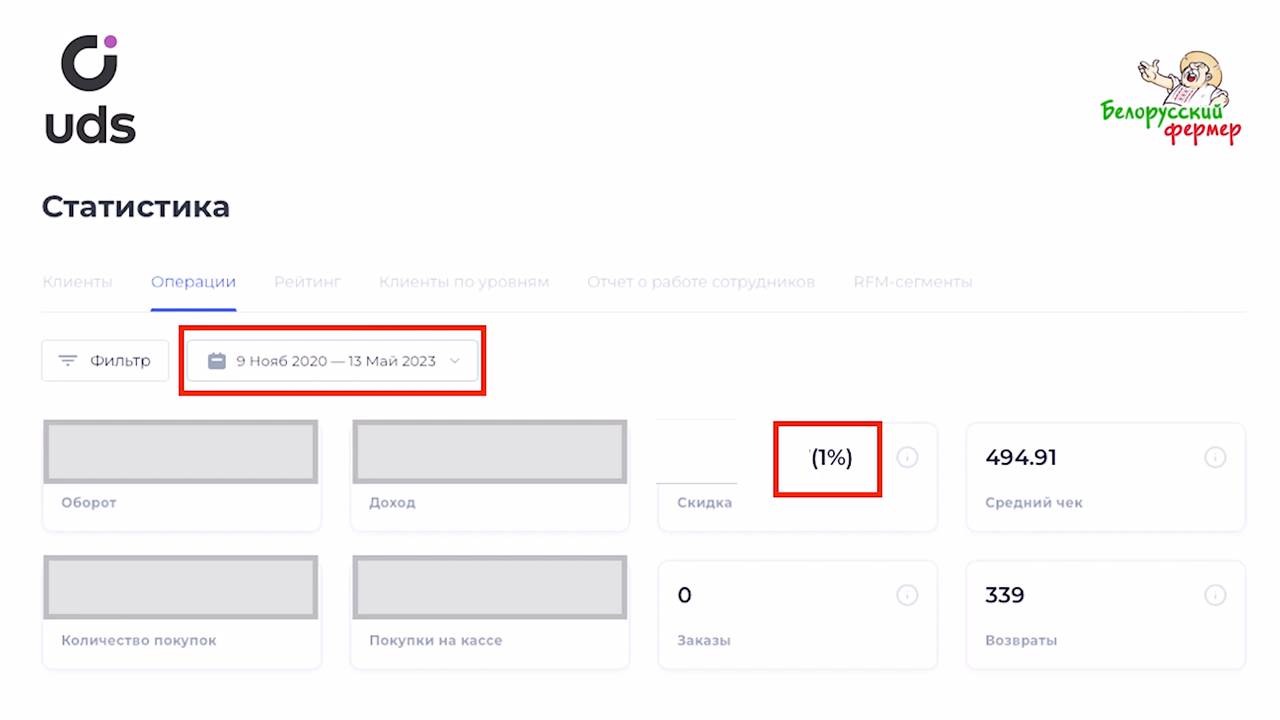 uds
Белорусский
фермер
Статистика
Клиенты Операции Рейтинг Клиенты по уровням Отчет о работе сотрудников RFM-сегменты
Фильтр 9 Нояб 2020 — 13 Май 2023
(1%) 494.91
Оборот Доход Скидка Средний чек
0 339
Количество покупок Покупки на кассе Заказы Возвраты